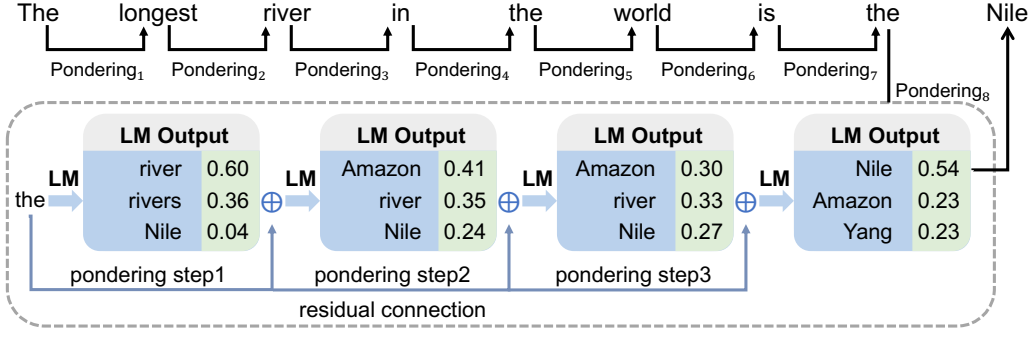 The longest river in the world is the Nile
Pondering₁ Pondering₂ Pondering₃ Pondering₄ Pondering₅ Pondering₆ Pondering₇
Pondering₈
LM Output LM Output LM Output LM Output
river 0.60 Amazon 0.41 Amazon 0.30 Nile 0.54
LM LM LM LM
the rivers 0.36 river 0.35 river 0.33 Amazon 0.23
Nile 0.04 Nile 0.24 Nile 0.27 Yang 0.23
pondering step1 pondering step2 pondering step3
residual connection